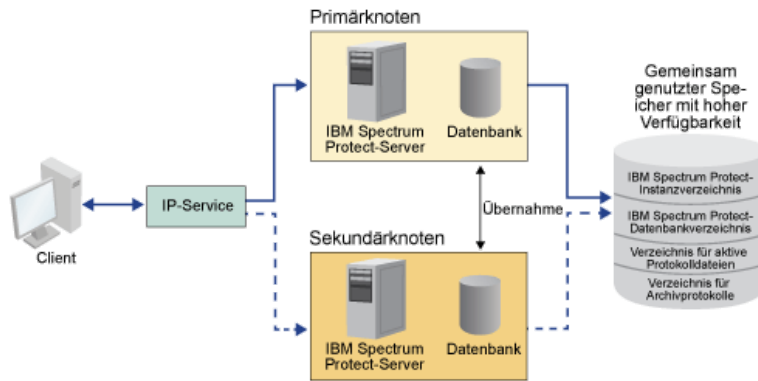 Primärknoten
IBM Spectrum
Protect-Server
Datenbank
Gemeinsam
genutzter Spe-
icher mit hoher
Verfügbarkeit
IBM Spectrum Protect-
Instanzverzeichnis
IBM Spectrum Protect-
Datenbankverzeichnis
Verzeichnis für aktive
Protokolldateien
Verzeichnis für
Archivprotokolle
Client
IP-Service
Übernahme
Sekundärknoten
IBM Spectrum
Protect-Server
Datenbank